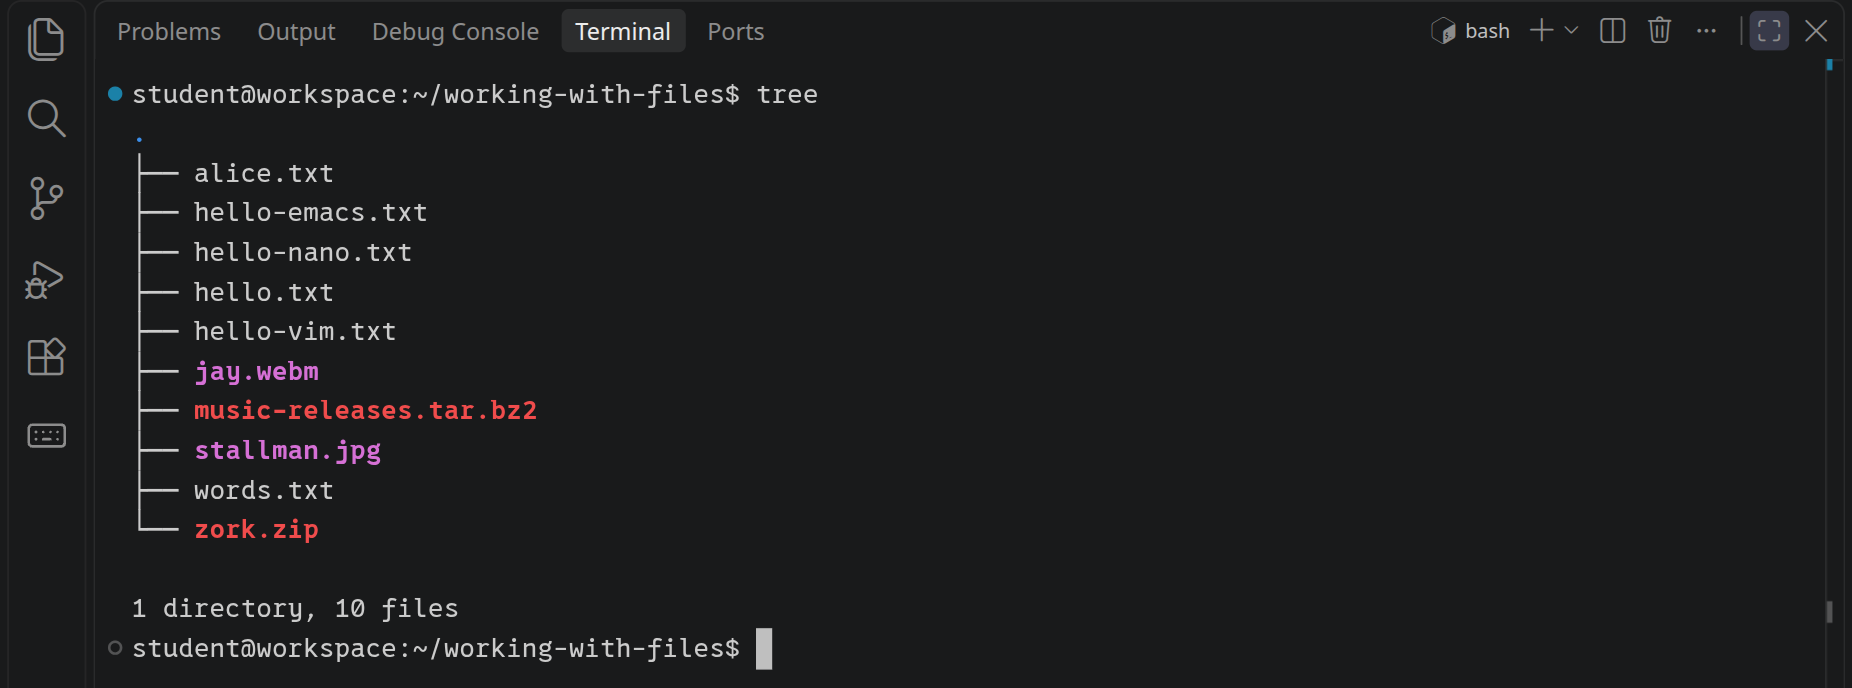 Problems Output Debug Console Terminal Ports bash
student@workspace:~/working-with-files$ tree
.
├── alice.txt
├── hello-emacs.txt
├── hello-nano.txt
├── hello.txt
├── hello-vim.txt
├── jay.webm
├── music-releases.tar.bz2
├── stallman.jpg
├── words.txt
└── zork.zip
1 directory, 10 files
student@workspace:~/working-with-files$